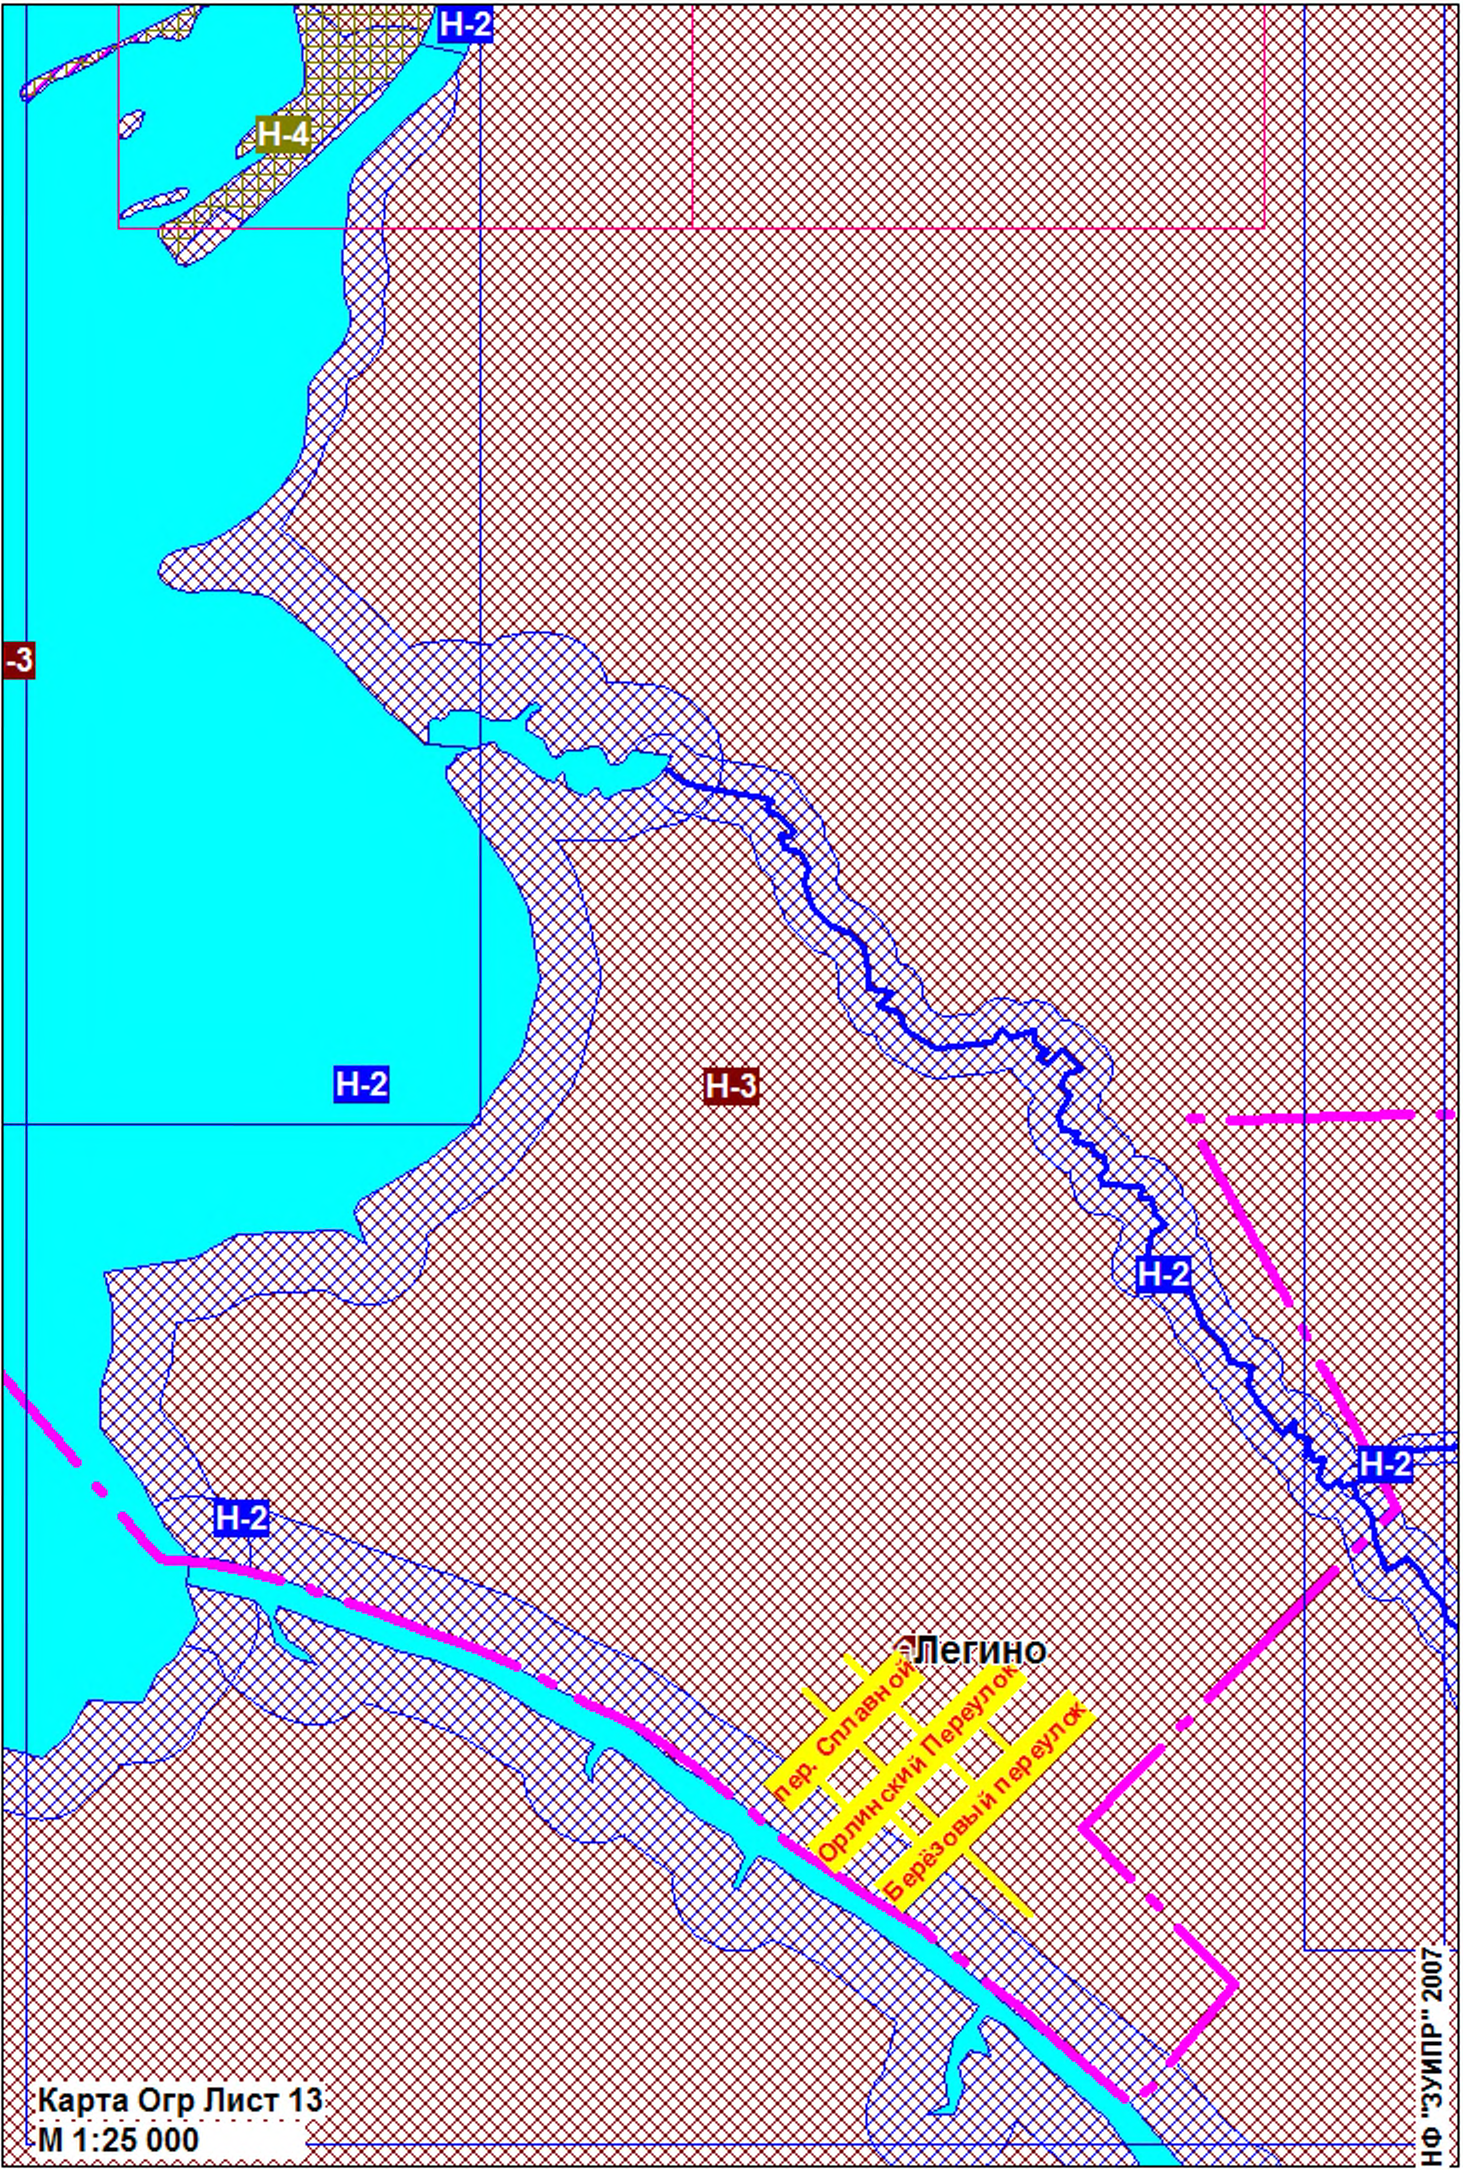 Н-2
Н-4
-3
Н-2
Н-3
Н-2
Н-2
Н-2
Легино
пер. Сплавной
Орлинский Переулок
Берёзовый переулок
Карта Огр Лист 13
М 1:25 000
НФ "ЗУИПР" 2007